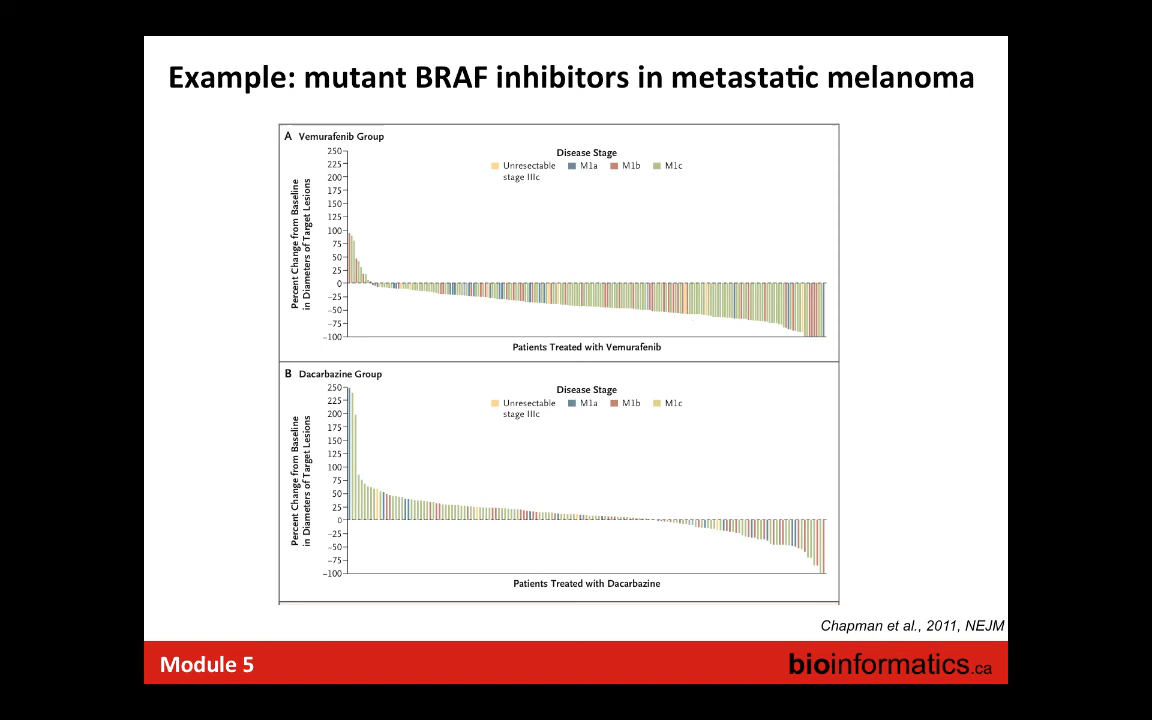 Example: mutant BRAF inhibitors in metastatic melanoma
A Vemurafenib Group
Disease Stage
Unresectable stage IIIc
M1a
M1b
M1c
Percent Change from Baseline
in Diameters of Target Lesions
250
225
200
175
150
125
100
75
50
25
0
−25
−50
−75
−100
Patients Treated with Vemurafenib
B Dacarbazine Group
Disease Stage
Unresectable stage IIIc
M1a
M1b
M1c
Percent Change from Baseline
in Diameters of Target Lesions
250
225
200
175
150
125
100
75
50
25
0
−25
−50
−75
−100
Patients Treated with Dacarbazine
Chapman et al., 2011, NEJM
Module 5
bioinformatics.ca